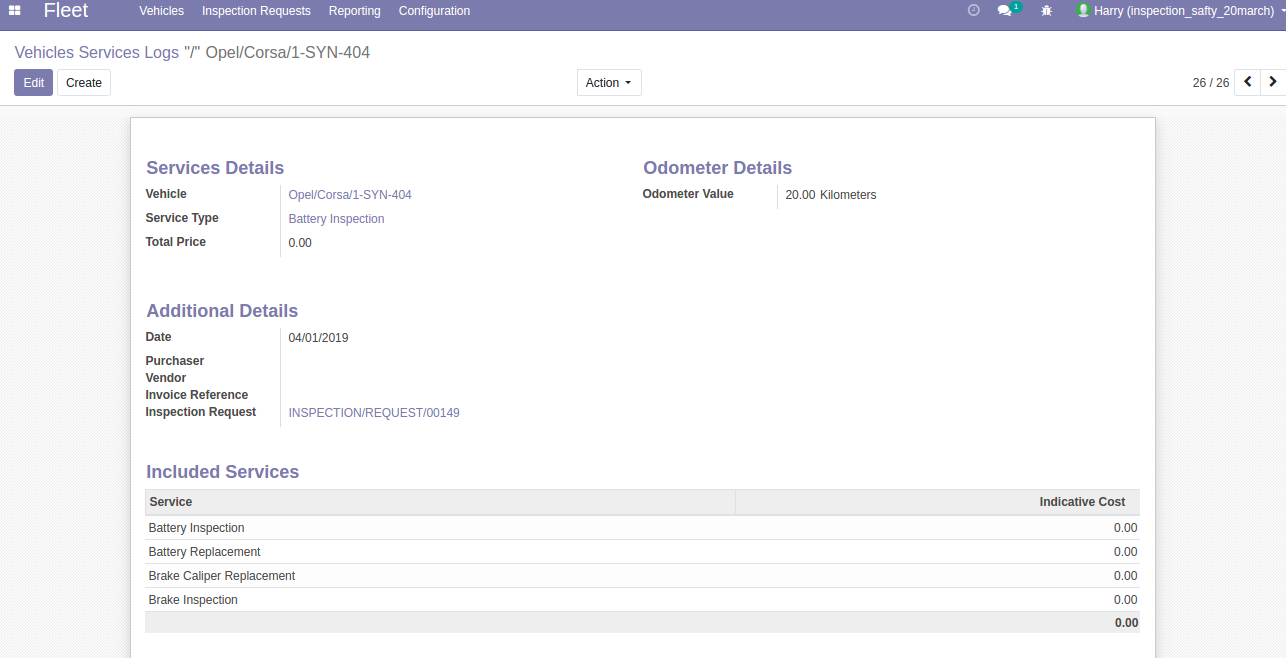 Fleet Vehicles Inspection Requests Reporting Configuration 1 Harry (inspection_safty_20march)
Vehicles Services Logs "/" Opel/Corsa/1-SYN-404
Edit Create Action 26 / 26
Services Details Odometer Details
Vehicle Opel/Corsa/1-SYN-404 Odometer Value 20.00 Kilometers
Service Type Battery Inspection
Total Price 0.00
Additional Details
Date 04/01/2019
Purchaser
Vendor
Invoice Reference
Inspection Request INSPECTION/REQUEST/00149
Included Services
Service Indicative Cost
Battery Inspection 0.00
Battery Replacement 0.00
Brake Caliper Replacement 0.00
Brake Inspection 0.00
0.00